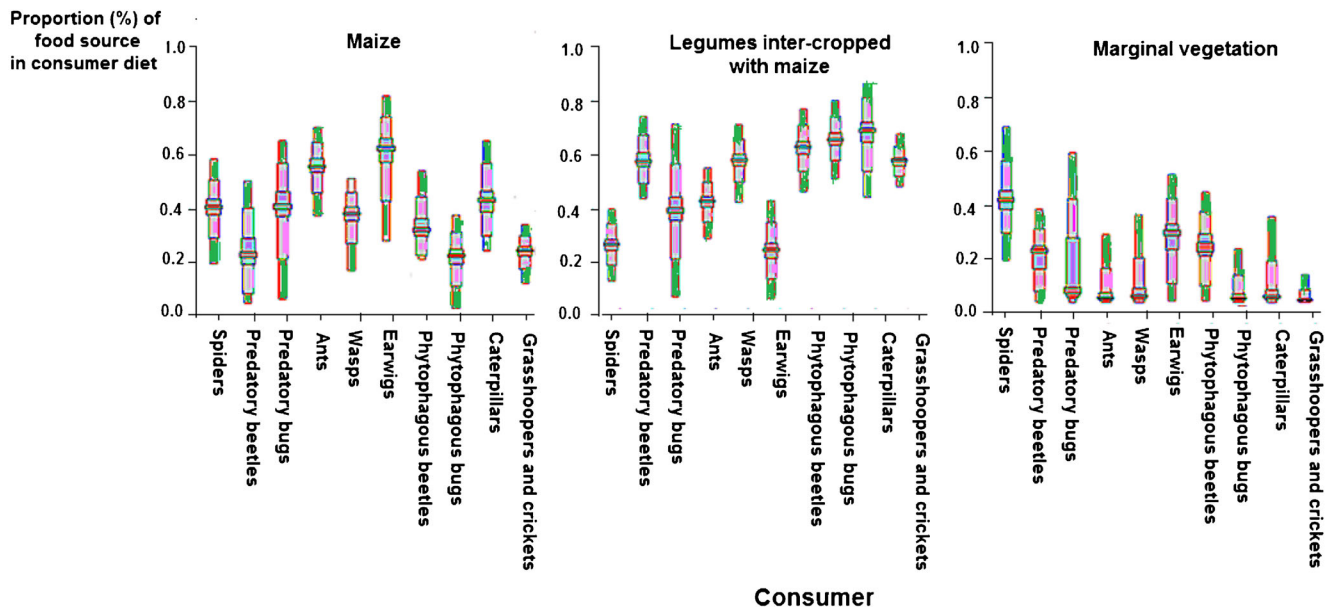 Proportion (%) of
food source
in consumer diet
Maize
1.0
0.8
0.6
0.4
0.2
0.0
Spiders
Predatory beetles
Predatory bugs
Ants
Wasps
Earwigs
Phytophagous beetles
Phytophagous bugs
Caterpillars
Grasshoopers and crickets
Legumes inter-cropped
with maize
1.0
0.8
0.6
0.4
0.2
0.0
Spiders
Predatory beetles
Predatory bugs
Ants
Wasps
Earwigs
Phytophagous beetles
Phytophagous bugs
Caterpillars
Grasshoopers and crickets
Marginal vegetation
1.0
0.8
0.6
0.4
0.2
0.0
Spiders
Predatory beetles
Predatory bugs
Ants
Wasps
Earwigs
Phytophagous beetles
Phytophagous bugs
Caterpillars
Grasshoopers and crickets
Consumer